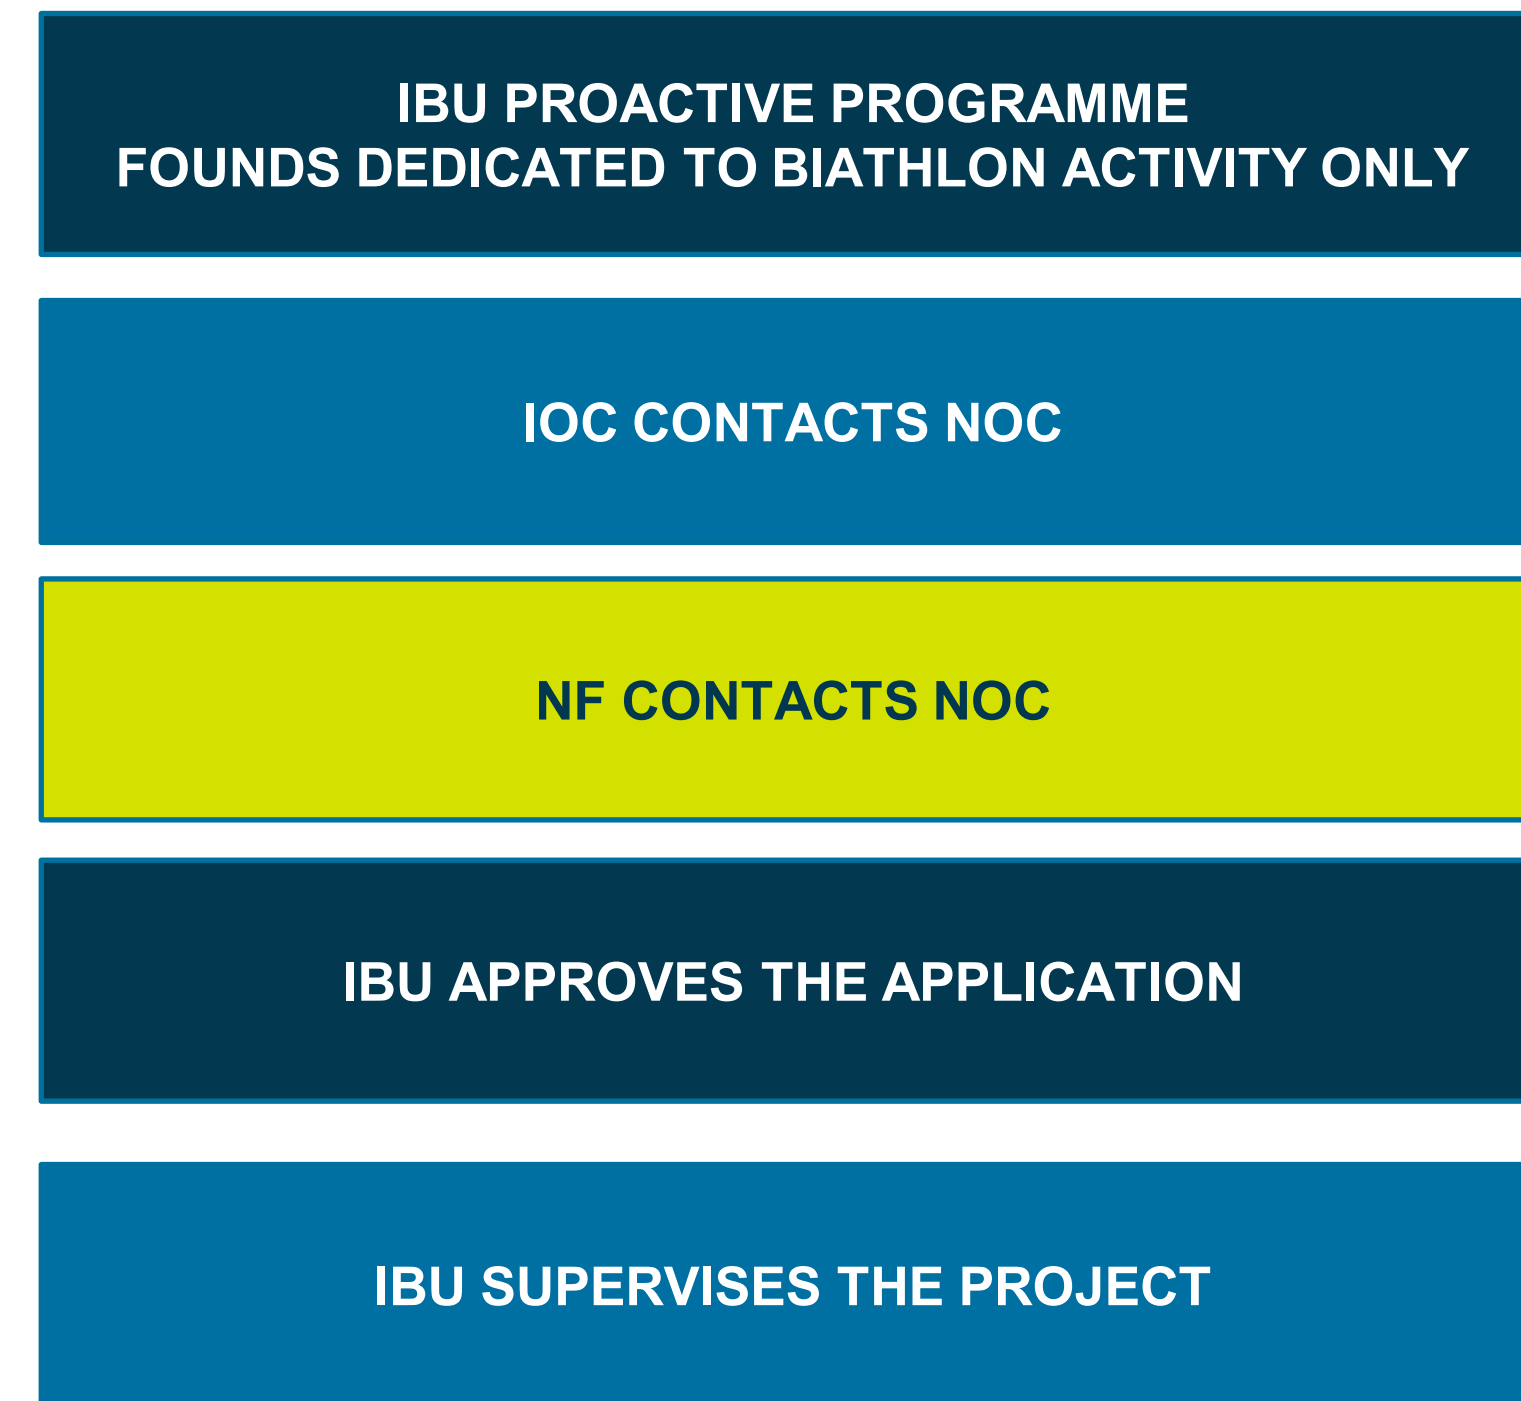 IBU PROACTIVE PROGRAMME
FOUNDS DEDICATED TO BIATHLON ACTIVITY ONLY
IOC CONTACTS NOC
NF CONTACTS NOC
IBU APPROVES THE APPLICATION
IBU SUPERVISES THE PROJECT